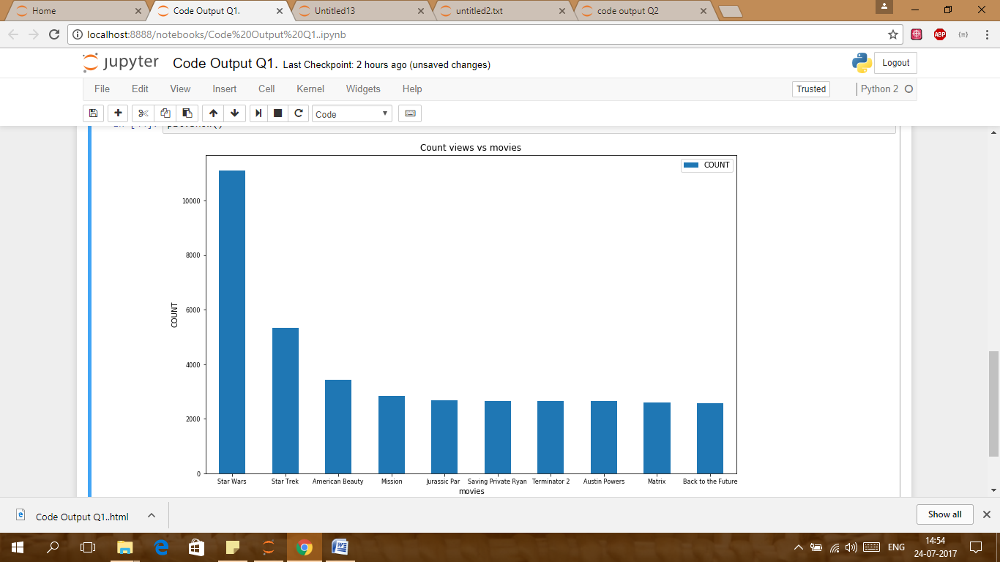 Home
Code Output Q1.
Untitled13
untitled2.txt
code output Q2
localhost:8888/notebooks/Code%20Output%20Q1..ipynb
ABP
jupyter Code Output Q1. Last Checkpoint: 2 hours ago (unsaved changes)
Logout
File Edit View Insert Cell Kernel Widgets Help
Trusted
Python 2
Code
Count views vs movies
COUNT
10000
8000
6000
4000
2000
0
COUNT
Star Wars Star Trek American Beauty Mission Jurassic Par Saving Private Ryan Terminator 2 Austin Powers Matrix Back to the Future
movies
Code Output Q1..html
Show all
ENG
14:54
24-07-2017